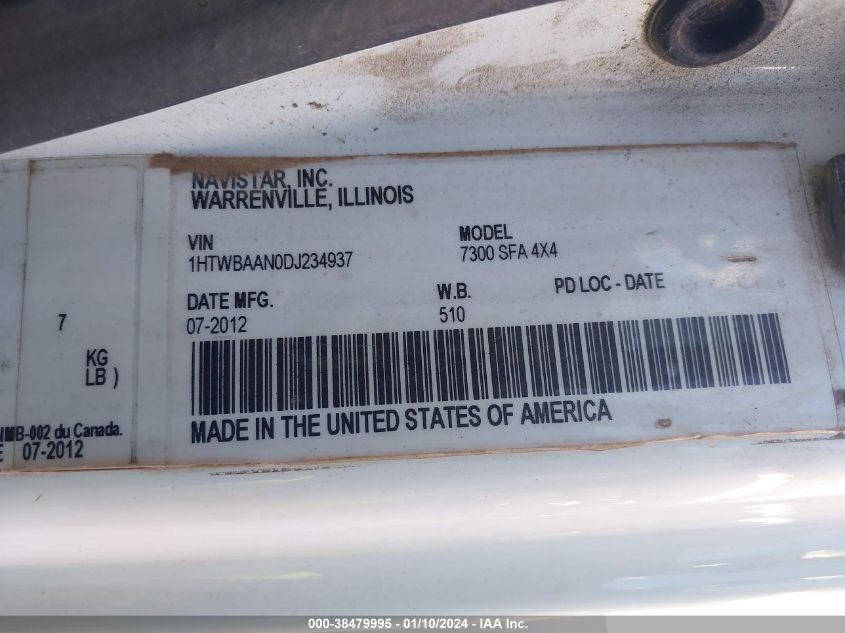 NAVISTAR, INC.
WARRENVILLE, ILLINOIS
VIN
1HTWBAAN0DJ234937
MODEL
7300 SFA 4X4
DATE MFG.
07-2012
W.B.
510
PD LOC - DATE
MADE IN THE UNITED STATES OF AMERICA
7
KG
LB )
MB-002 du Canada.
E 07-2012
000-38479995 - 01/10/2024 - IAA Inc.